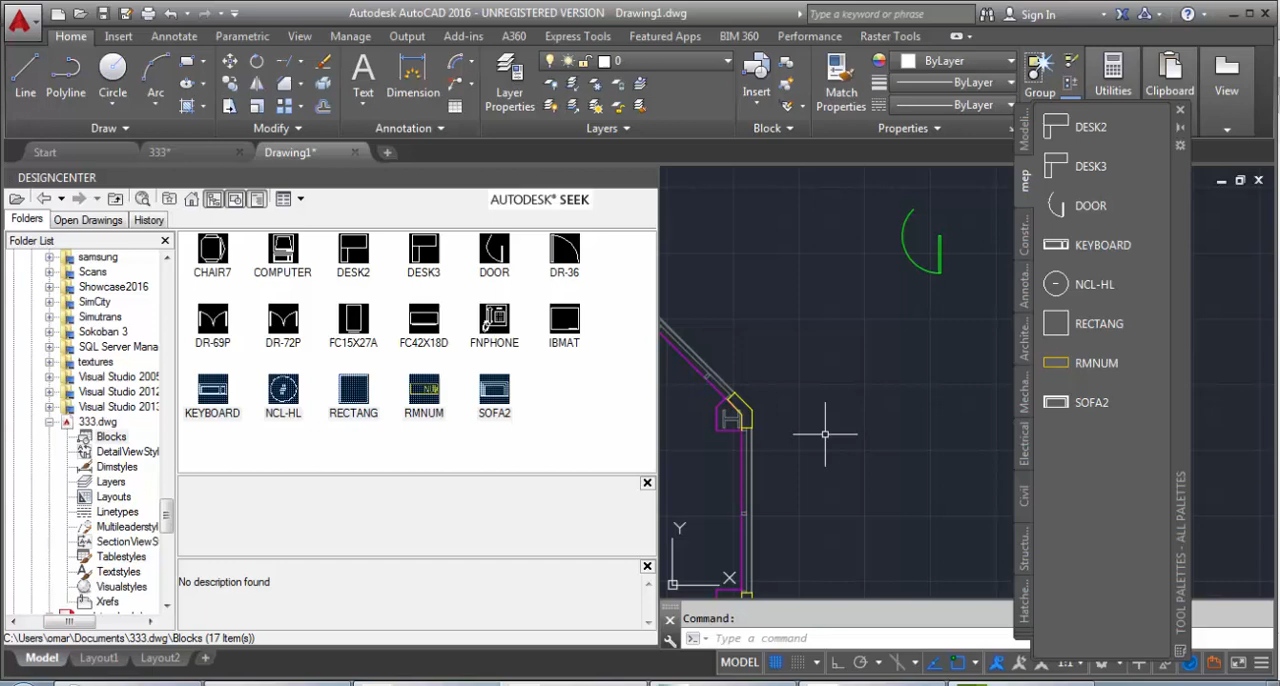 Autodesk AutoCAD 2016 - UNREGISTERED VERSION Drawing1.dwg
Type a keyword or phrase
Sign In
Home Insert Annotate Parametric View Manage Output Add-ins A360 Express Tools Featured Apps BIM 360 Performance Raster Tools
0
ByLayer
ByLayer
ByLayer
Line Polyline Circle Arc Text Dimension Layer Properties Insert Match Properties Group Utilities Clipboard View
Draw Modify Annotation Layers Block Properties
Start 333* Drawing1*
DESIGNCENTER
AUTODESK® SEEK
Folders Open Drawings History
Folder List
samsung
Scans
Showcase2016
SimCity
Simutrans
Sokoban 3
SQL Server Mana
textures
Visual Studio 2005
Visual Studio 2012
Visual Studio 2013
333.dwg
Blocks
DetailViewStyl
Dimstyles
Layers
Layouts
Linetypes
Multileaderstyl
SectionViewSt
Tablestyles
Textstyles
Visualstyles
Xrefs
CHAIR7 COMPUTER DESK2 DESK3 DOOR DR-36
DR-69P DR-72P FC15X27A FC42X18D FNPHONE IBMAT
KEYBOARD NCL-HL RECTANG RMNUM SOFA2
No description found
C:\Users\omar\Documents\333.dwg\Blocks (17 Item(s))
Y
X
Command:
Type a command
DESK2
DESK3
DOOR
KEYBOARD
NCL-HL
RECTANG
RMNUM
SOFA2
Modeli...
mep
Constr...
Annota...
Archite...
Mecha...
Electrical
Civil
Structu...
Hatche...
TOOL PALETTES - ALL PALETTES
Model Layout1 Layout2 +
MODEL
1:1